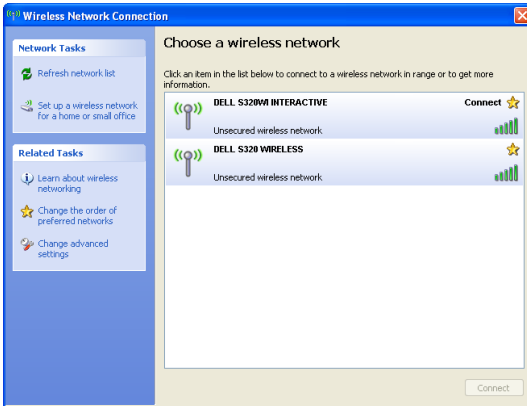 Wireless Network Connection
Network Tasks
Refresh network list
Set up a wireless network
for a home or small office
Related Tasks
Learn about wireless
networking
Change the order of
preferred networks
Change advanced
settings
Choose a wireless network
Click an item in the list below to connect to a wireless network in range or to get more
information.
DELL S320WI INTERACTIVE
Connect
Unsecured wireless network
DELL S320 WIRELESS
Unsecured wireless network
Connect